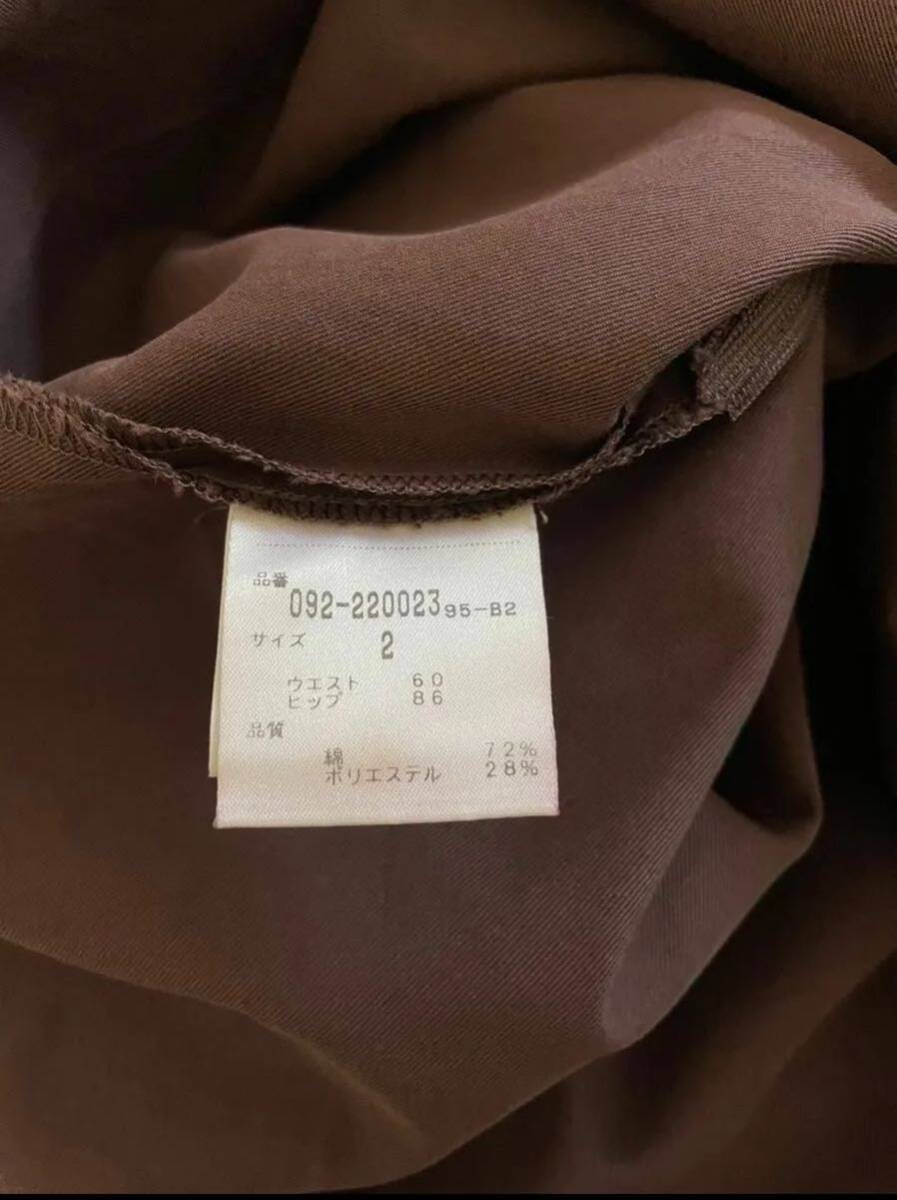 品番
092-220023 95-B2
サイズ 2
ウエスト 60
ヒップ 86
品質
綿 72%
ポリエステル 28%